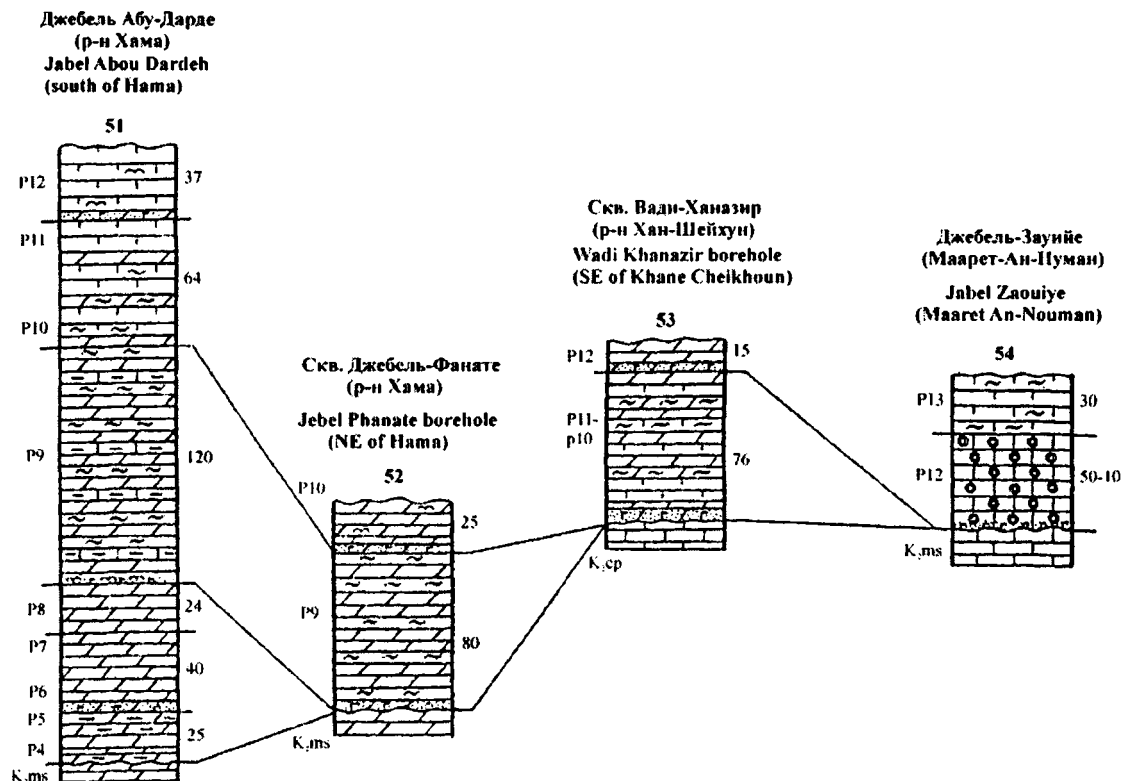 Джебель Абу-Дарде
(р-н Хама)
Jabel Abou Dardeh
(south of Hama)
51
P12
37
P11
64
P10
P9
120
P8
24
P7
40
P6
P5
25
P4
K₂ms
Скв. Джебель-Фанате
(р-н Хама)
Jebel Phanate borehole
(NE of Hama)
52
P10
25
P9
80
K₂ms
Скв. Вади-Ханазир
(р-н Хан-Шейхун)
Wadi Khanazir borehole
(SE of Khane Cheikhoun)
53
P12
15
P11-
p10
76
K₂cp
Джебель-Зауийе
(Маарет-Ан-Нуман)
Jabel Zaouiye
(Maaret An-Nouman)
54
P13
30
P12
50-10
K₂ms